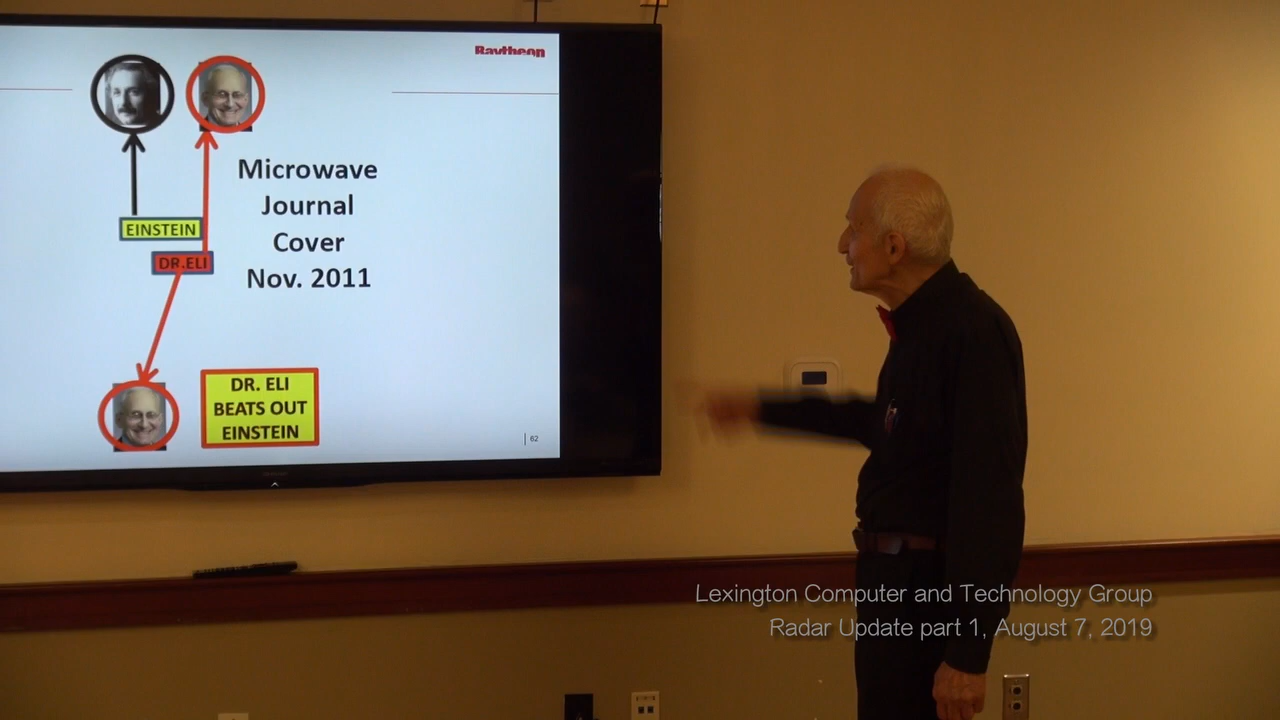 Raytheon
EINSTEIN
DR.ELI
Microwave
Journal
Cover
Nov. 2011
DR. ELI
BEATS OUT
EINSTEIN
62
Lexington Computer and Technology Group
Radar Update part 1, August 7, 2019